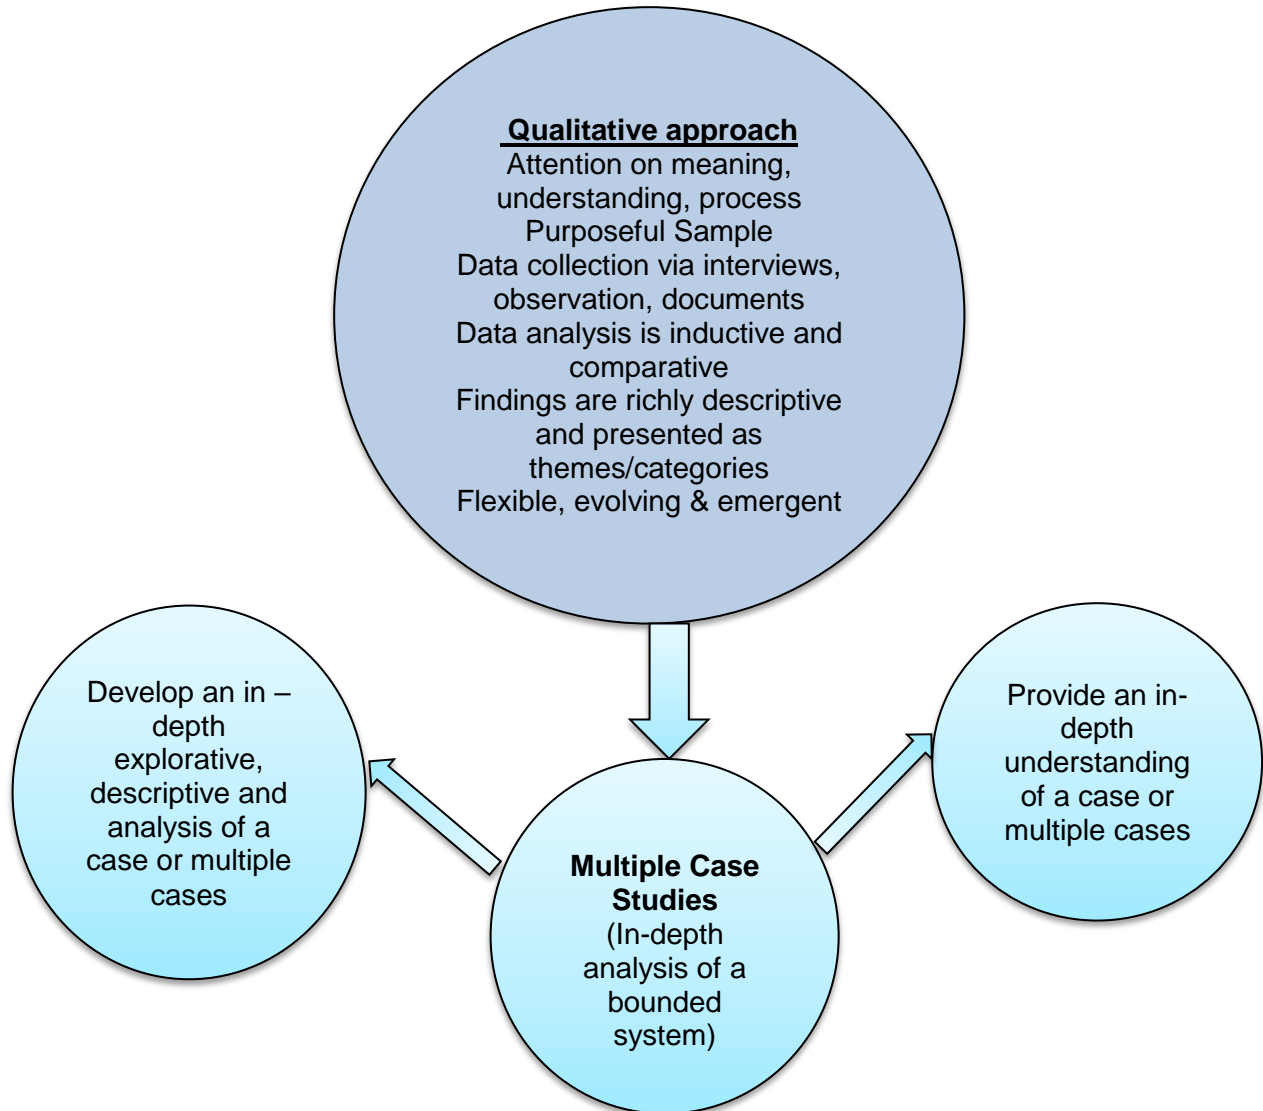 Qualitative approach
Attention on meaning,
understanding, process
Purposeful Sample
Data collection via interviews,
observation, documents
Data analysis is inductive and
comparative
Findings are richly descriptive
and presented as
themes/categories
Flexible, evolving & emergent
Develop an in –
depth
explorative,
descriptive and
analysis of a
case or multiple
cases
Multiple Case
Studies
(In-depth
analysis of a
bounded
system)
Provide an in-
depth
understanding
of a case or
multiple cases